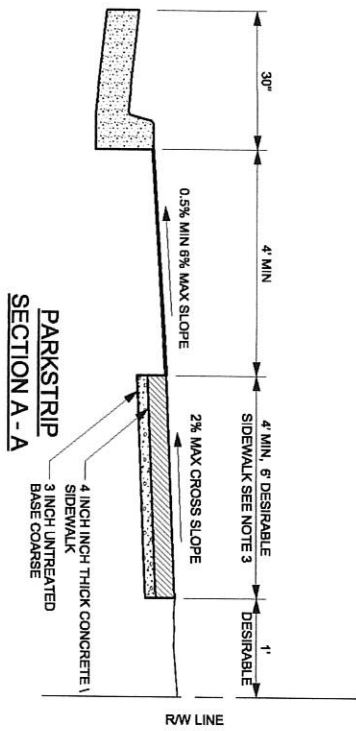 30"
4' MIN
4' MIN, 6' DESIRABLE
SIDEWALK SEE NOTE 3
1'
DESIRABLE
0.5% MIN 6% MAX SLOPE
2% MAX CROSS SLOPE
R/W LINE
4 INCH INCH THICK CONCRETE \
SIDEWALK
3 INCH UNTREATED
BASE COARSE
PARKSTRIP
SECTION A - A